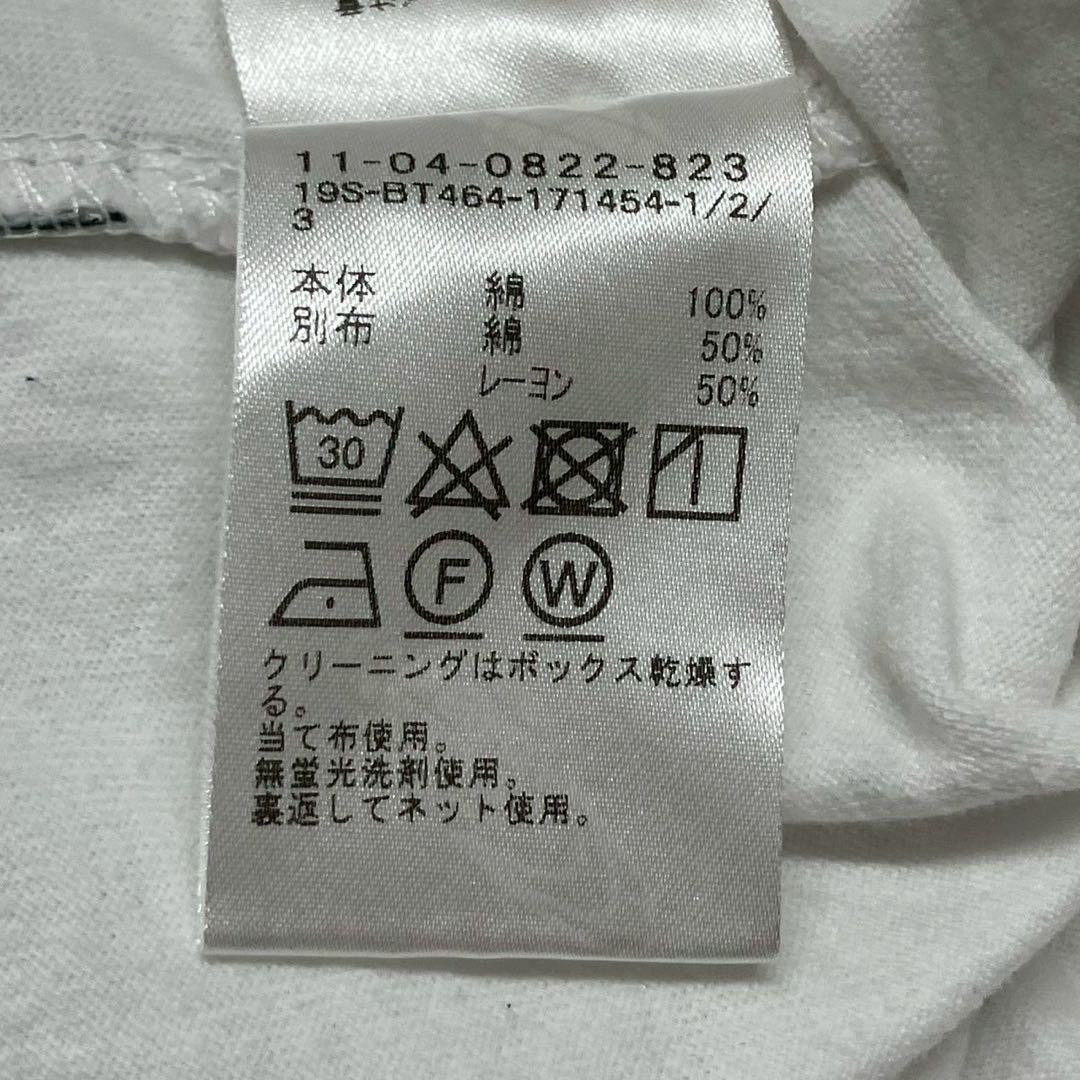 11-04-0822-823
19S-BT464-171454-1/2/
3
本体 綿 100%
別布 綿 50%
レーヨン 50%
30
F W
クリーニングはボックス乾燥す
る。
当て布使用。
無蛍光洗剤使用。
裏返してネット使用。